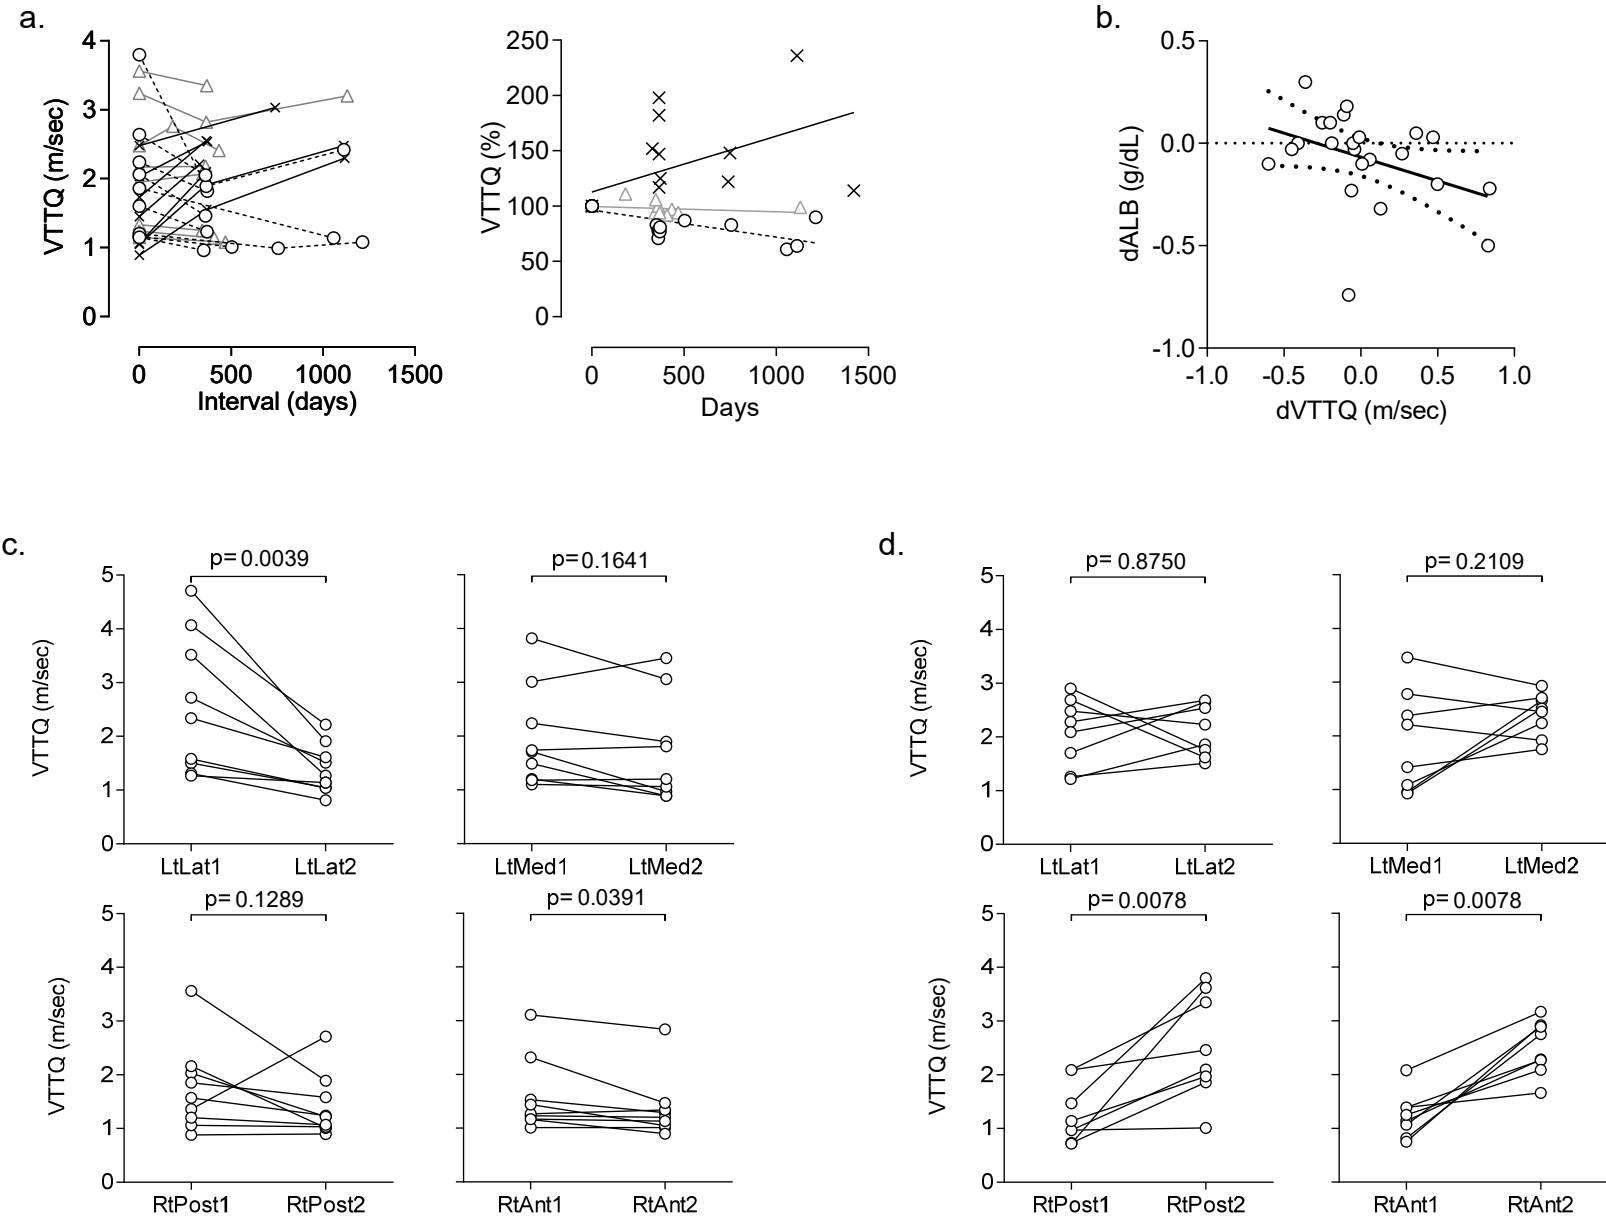 a.
b.
4
3
2
1
0
VTTQ (m/sec)
0 500 1000 1500
Interval (days)
250
200
150
100
50
0
VTTQ (%)
0 500 1000 1500
Days
0.5
0.0
-0.5
-1.0
dALB (g/dL)
-1.0 -0.5 0.0 0.5 1.0
dVTTQ (m/sec)
c.
p= 0.0039
5
4
3
2
1
0
VTTQ (m/sec)
LtLat1 LtLat2
p= 0.1641
LtMed1 LtMed2
p= 0.1289
5
4
3
2
1
0
VTTQ (m/sec)
RtPost1 RtPost2
p= 0.0391
RtAnt1 RtAnt2
d.
p= 0.8750
5
4
3
2
1
0
VTTQ (m/sec)
LtLat1 LtLat2
p= 0.2109
LtMed1 LtMed2
p= 0.0078
5
4
3
2
1
0
VTTQ (m/sec)
RtPost1 RtPost2
p= 0.0078
RtAnt1 RtAnt2